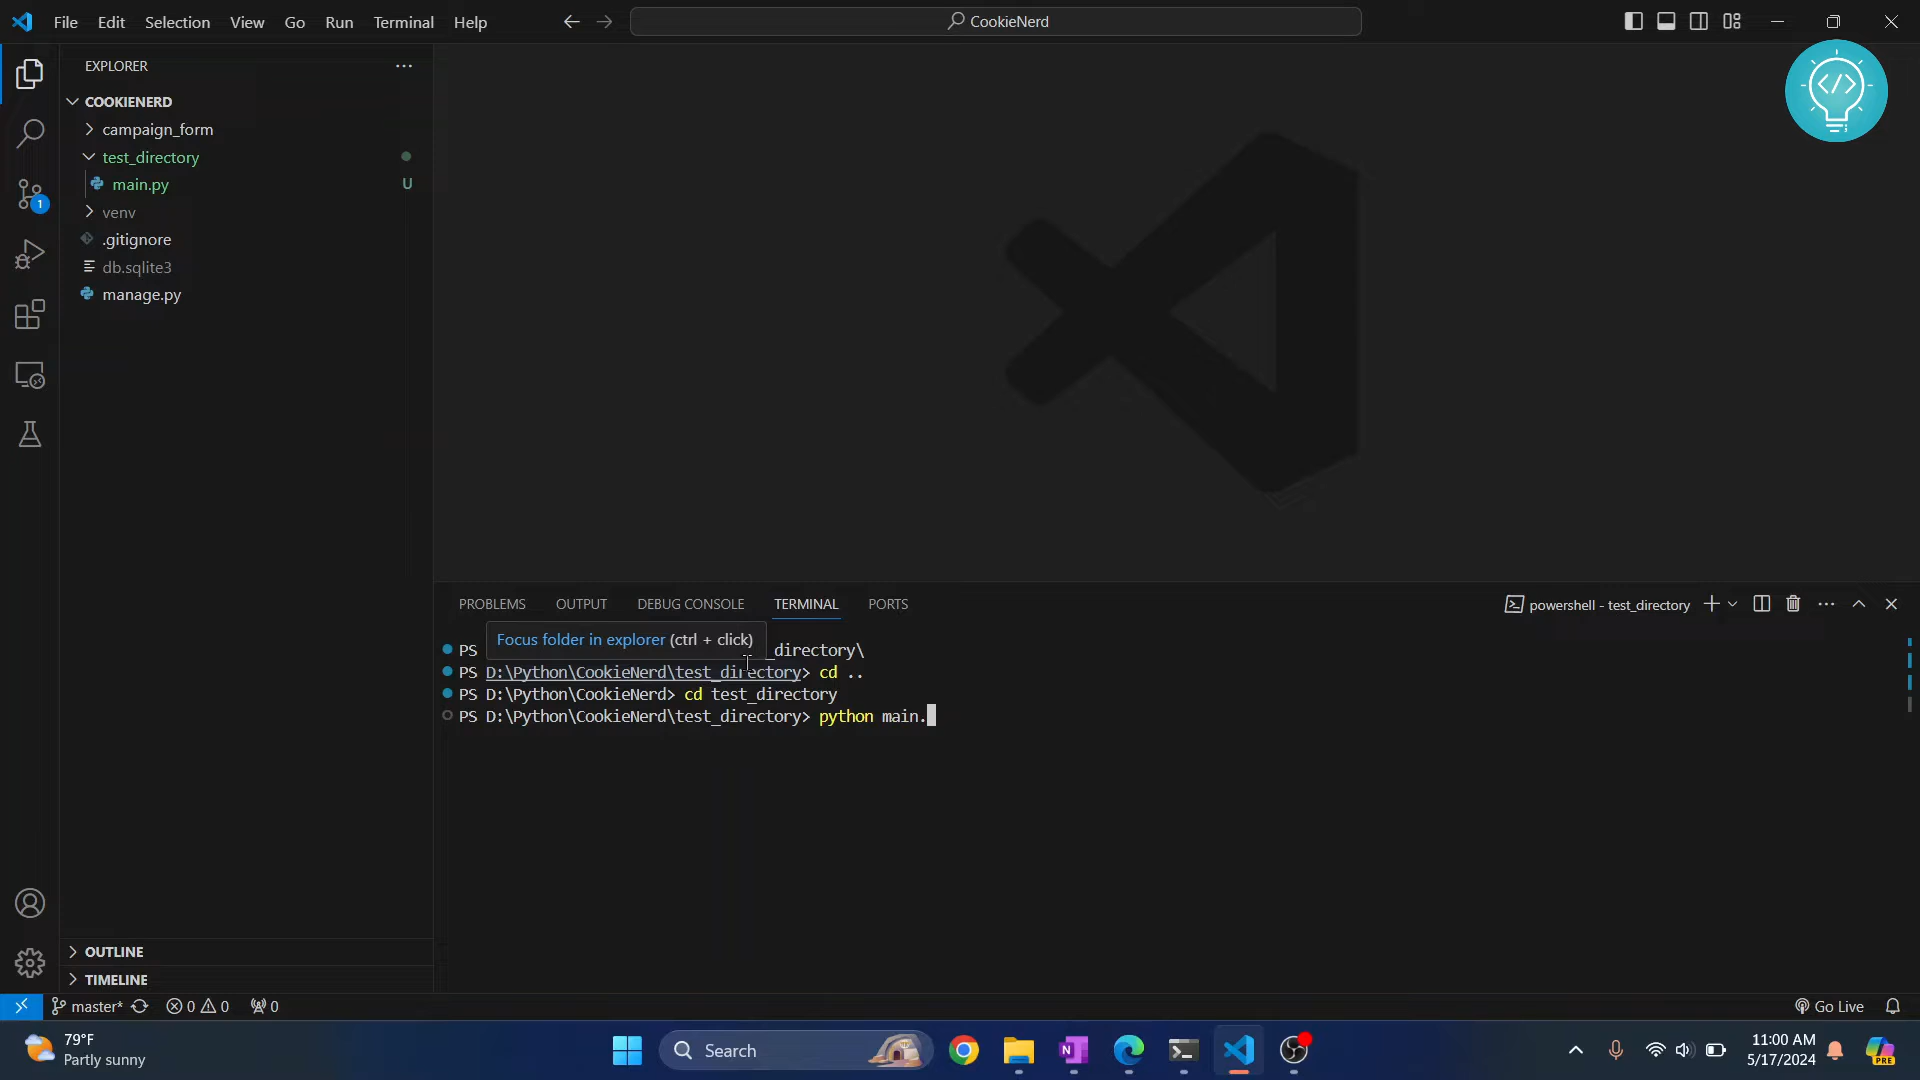 File Edit Selection View Go Run Terminal Help
CookieNerd
EXPLORER
COOKIENERD
campaign_form
test_directory
main.py U
venv
.gitignore
db.sqlite3
manage.py
OUTLINE
TIMELINE
</>
PROBLEMS OUTPUT DEBUG CONSOLE TERMINAL PORTS
powershell - test_directory
Focus folder in explorer (ctrl + click)
PS _directory\
PS D:\Python\CookieNerd\test_directory> cd ..
PS D:\Python\CookieNerd> cd test_directory
PS D:\Python\CookieNerd\test_directory> python main.
1
master* 0 0 0
Go Live
79°F
Partly sunny
Search
11:00 AM
5/17/2024
PRE